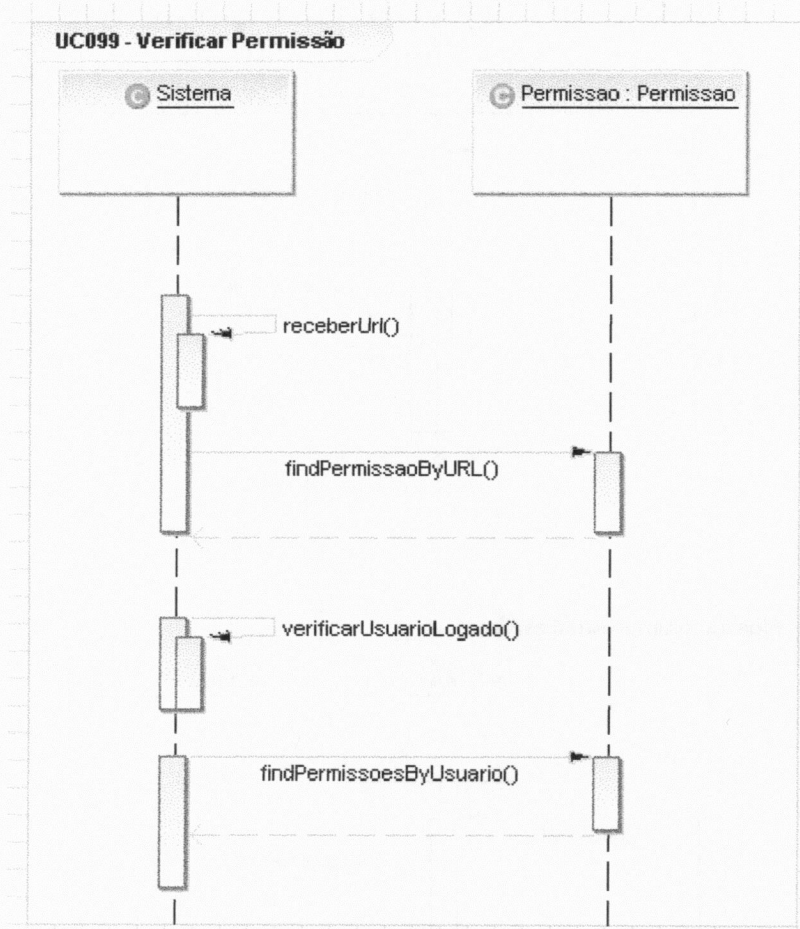 UC099 - Verificar Permissão
Sistema
Permissao : Permissao
receberUrl()
findPermissaoByURL()
verificarUsuarioLogado()
findPermissoesByUsuario()